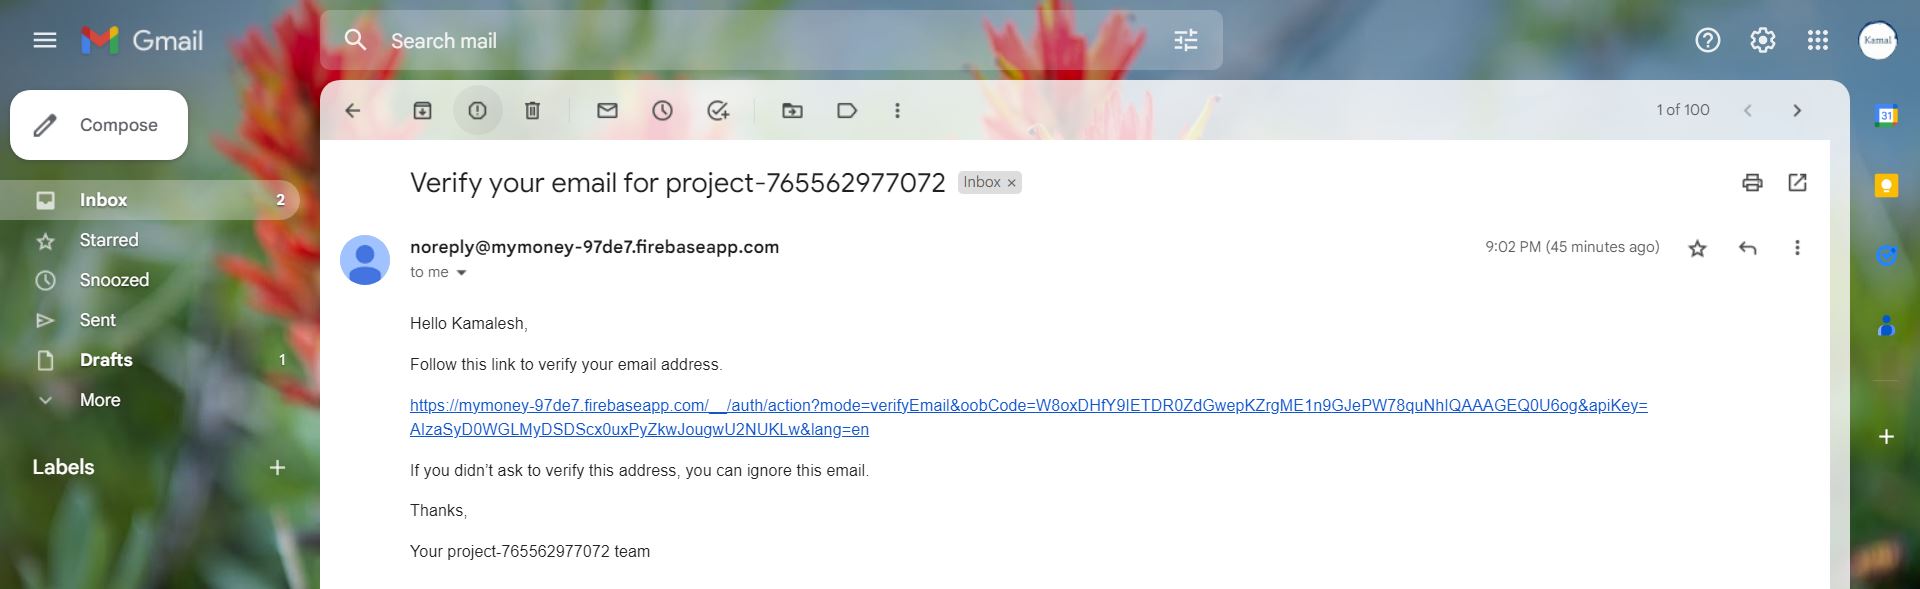 Gmail
Search mail
Kamal
Compose
1 of 100
31
Verify your email for project-765562977072
Inbox ×
Inbox 2
Starred
Snoozed
Sent
Drafts 1
More
Labels
noreply@mymoney-97de7.firebaseapp.com
9:02 PM (45 minutes ago)
to me
Hello Kamalesh,
Follow this link to verify your email address.
https://mymoney-97de7.firebaseapp.com/__/auth/action?mode=verifyEmail&oobCode=W8oxDHfY9IETDR0ZdGwepKZrgME1n9GJePW78quNhIQAAAGEQ0U6og&apiKey=
AIzaSyD0WGLMyDSDScx0uxPyZkwJougwU2NUKLw&lang=en
If you didn’t ask to verify this address, you can ignore this email.
Thanks,
Your project-765562977072 team